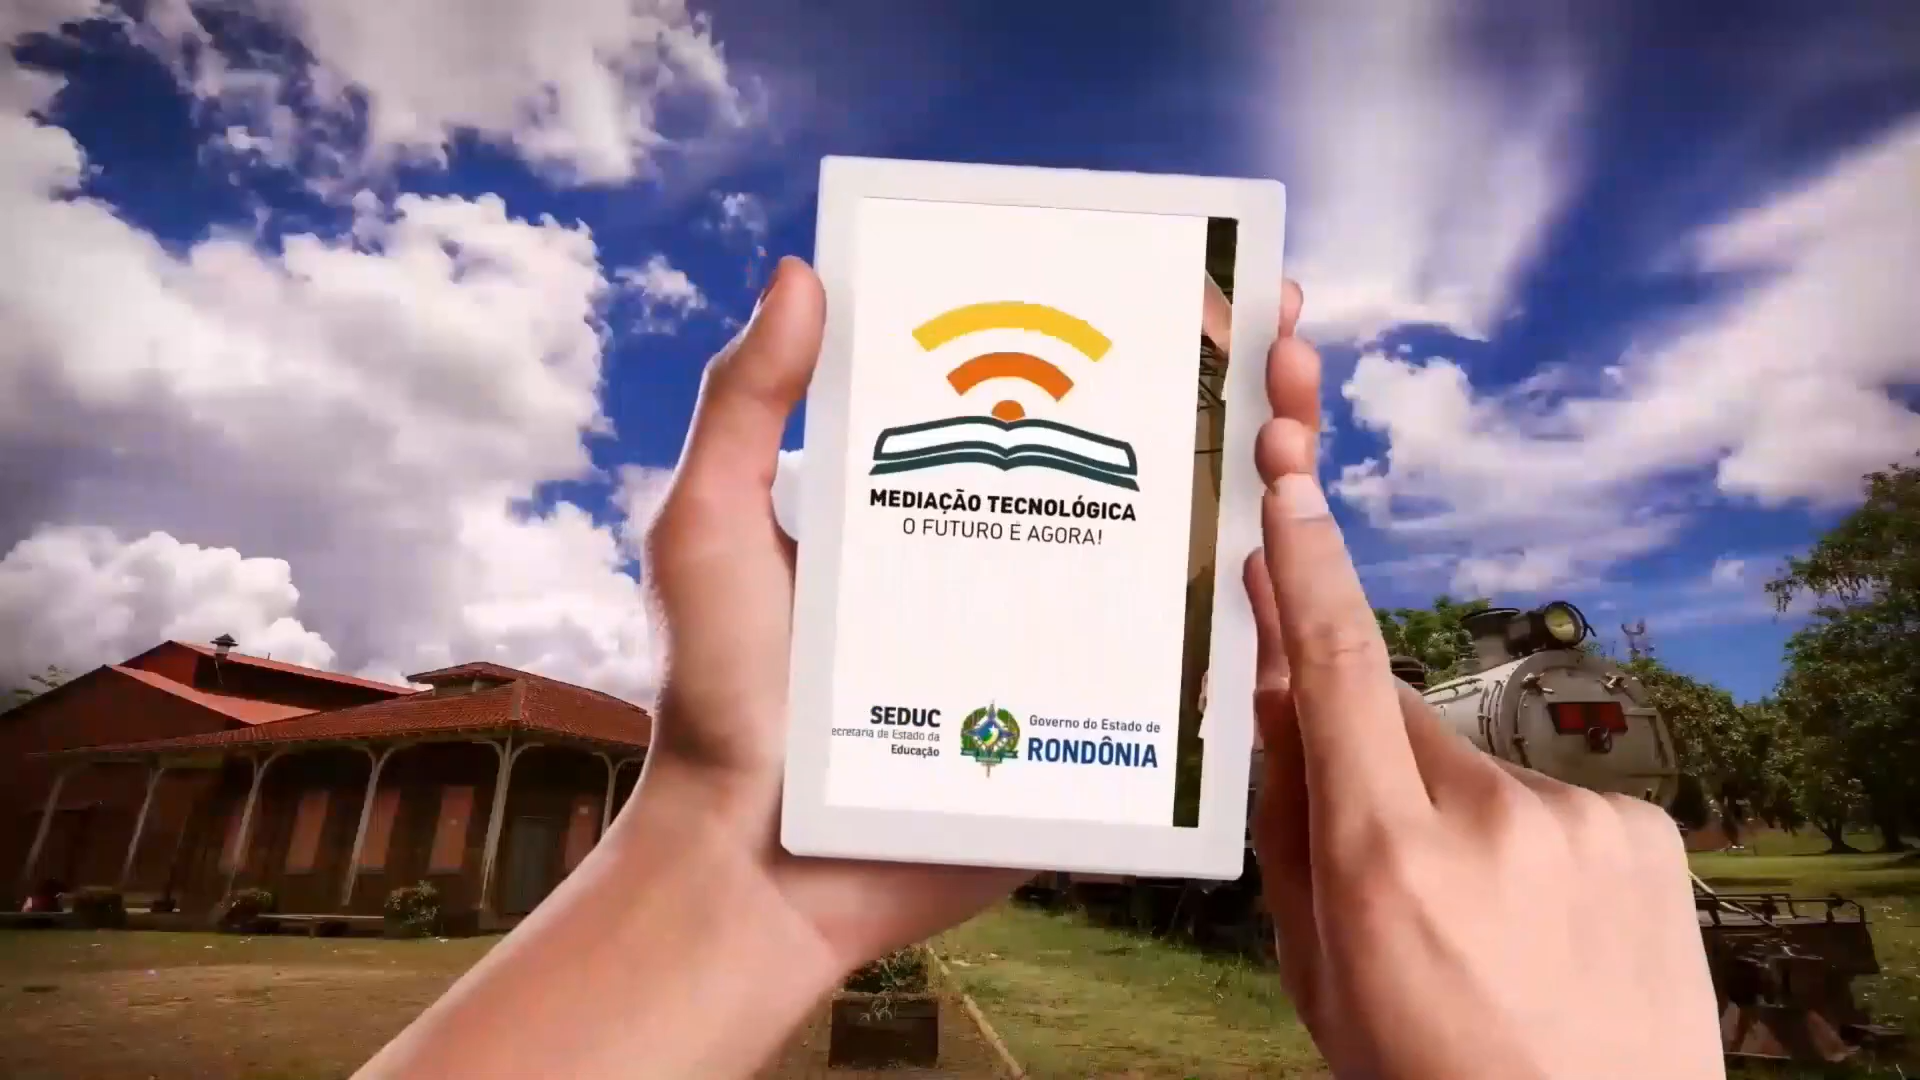 MEDIAÇÃO TECNOLÓGICA
O FUTURO É AGORA!
SEDUC
ecretaria de Estado da
Educação
Governo do Estado de
RONDÔNIA